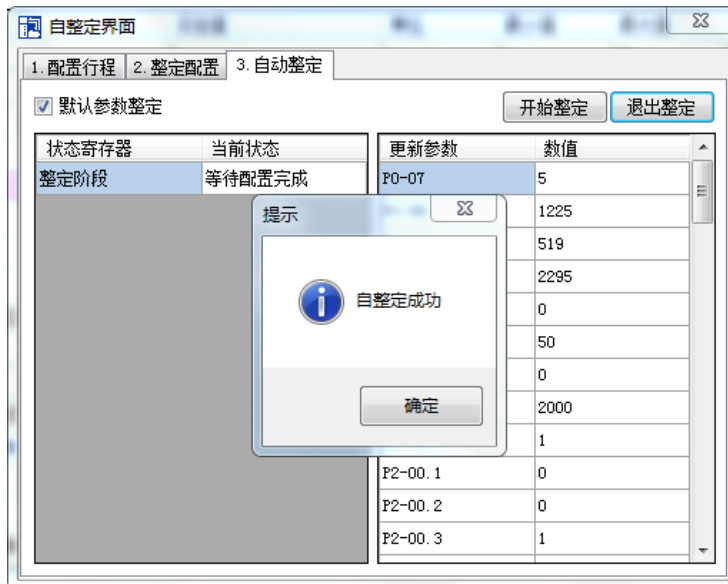 自整定界面
1. 配置行程 2. 整定配置 3. 自动整定
默认参数整定 开始整定 退出整定
状态寄存器 当前状态 更新参数 数值
整定阶段 等待配置完成 P0-07 5
提示
1225
519
2295
自整定成功
0
50
0
确定
2000
1
P2-00.1 0
P2-00.2 0
P2-00.3 1